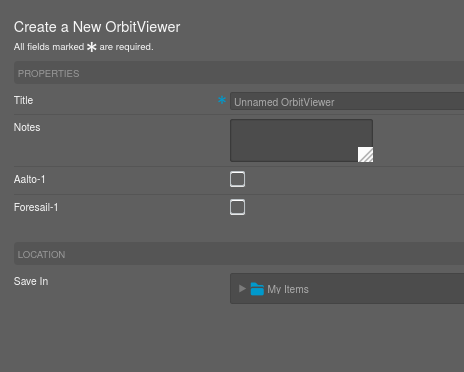 Create a New OrbitViewer
All fields marked * are required.
PROPERTIES
Title * Unnamed OrbitViewer
Notes
Aalto-1
Foresail-1
LOCATION
Save In My Items